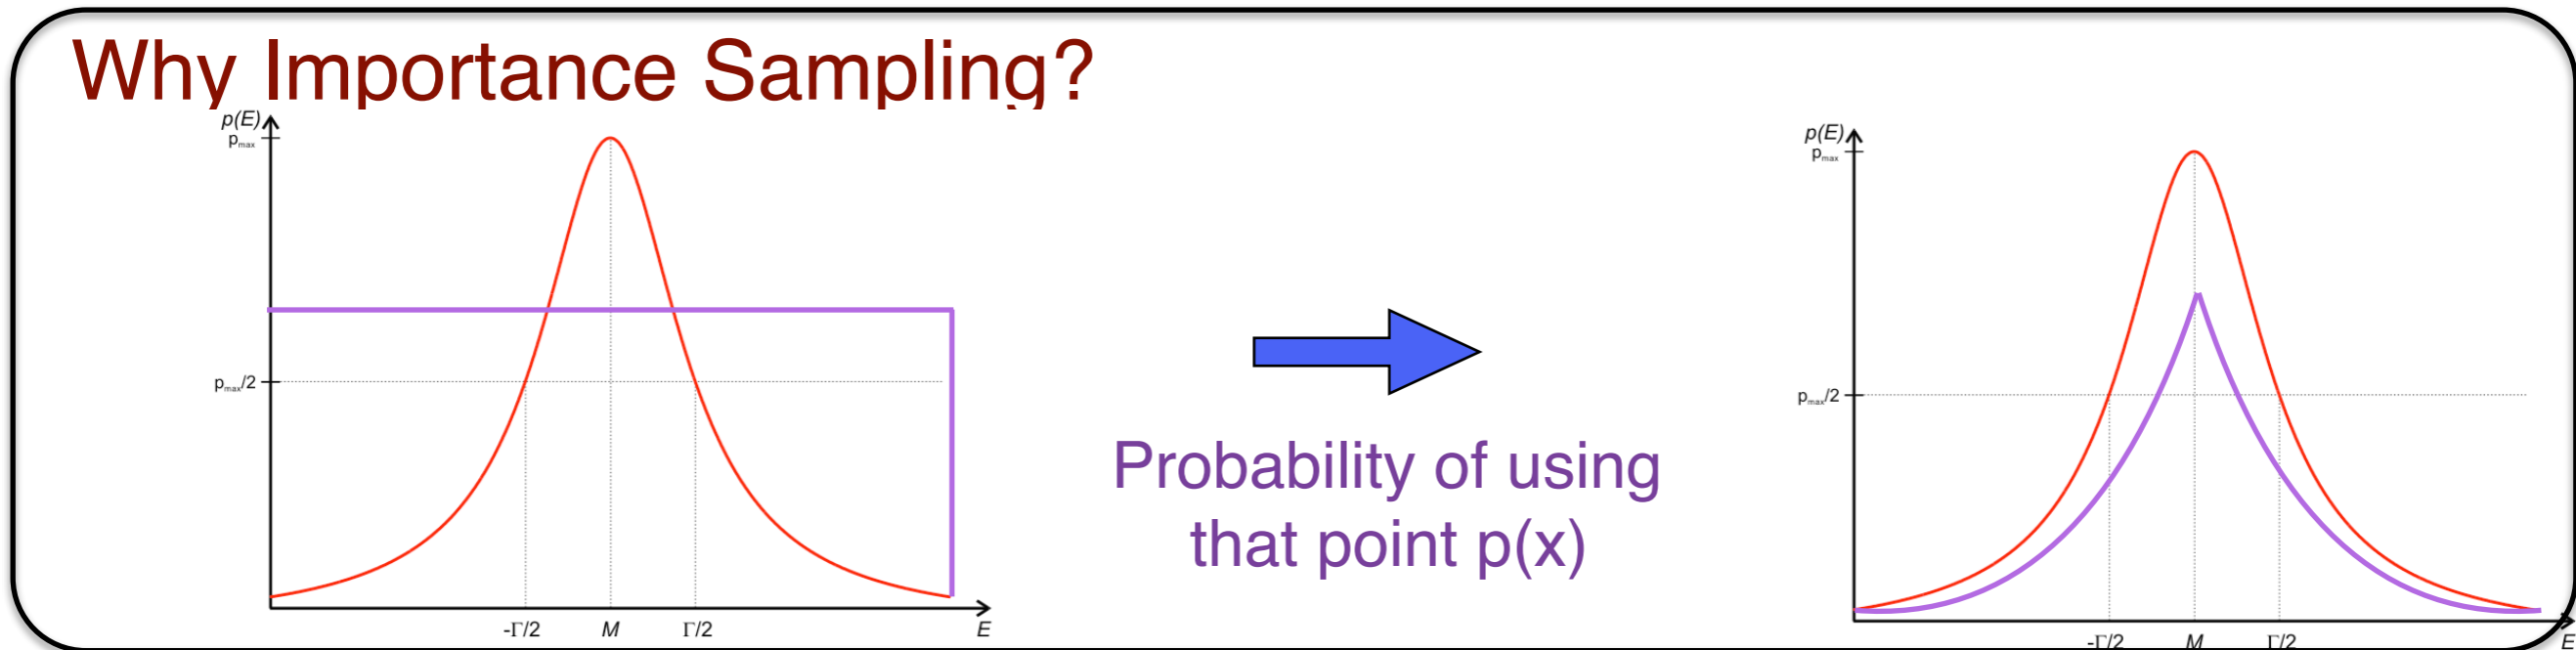 Why Importance Sampling?
p(E)
pmax
pmax/2
-Γ/2 M Γ/2 E
Probability of using
that point p(x)
p(E)
pmax
pmax/2
-Γ/2 M Γ/2 E